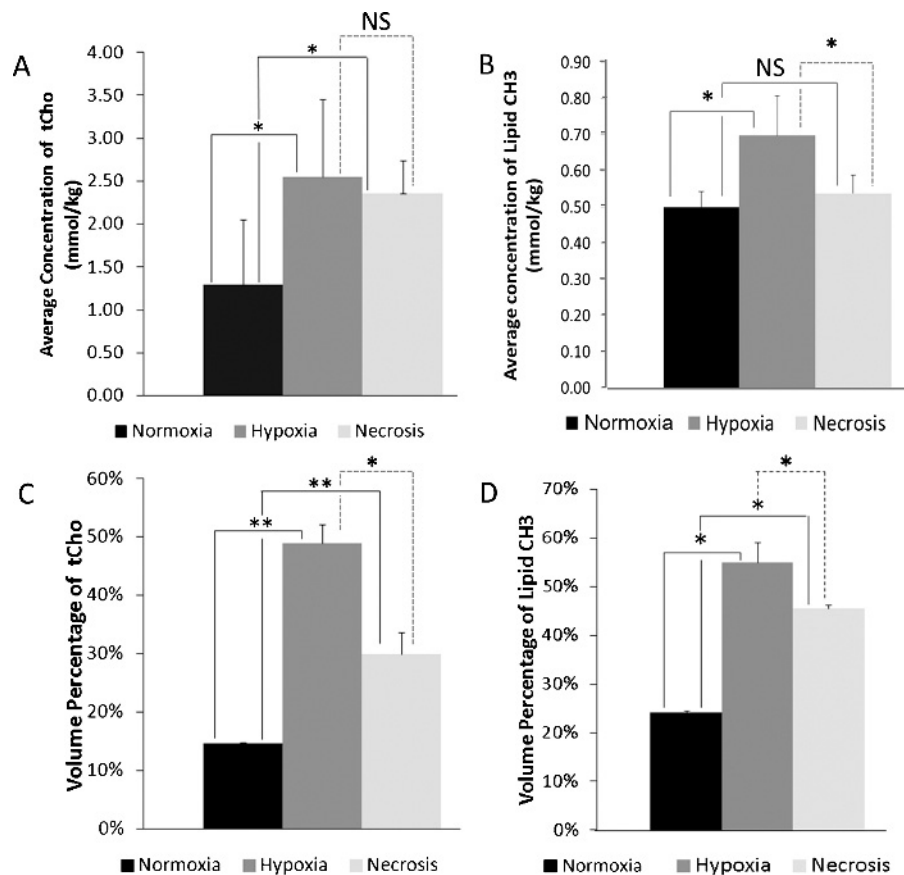 A
Average Concentration of tCho
(mmol/kg)
4.00
3.50
3.00
2.50
2.00
1.50
1.00
0.50
0.00
*
*
NS
Normoxia Hypoxia Necrosis
B
Average concentration of Lipid CH3
(mmol/kg)
0.90
0.80
0.70
0.60
0.50
0.40
0.30
0.20
0.10
0.00
*
NS
*
Normoxia Hypoxia Necrosis
C
Volume Percentage of tCho
60%
50%
40%
30%
20%
10%
0%
**
**
*
Normoxia Hypoxia Necrosis
D
Volume Percentage of Lipid CH3
70%
60%
50%
40%
30%
20%
10%
0%
*
*
*
Normoxia Hypoxia Necrosis